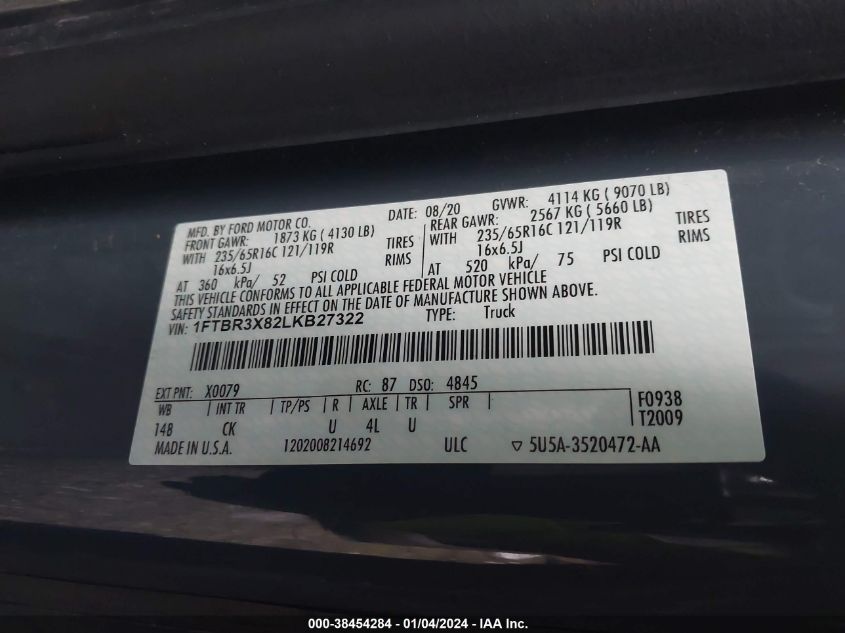 MFD. BY FORD MOTOR CO. DATE: 08/20 GVWR: 4114 KG ( 9070 LB)
FRONT GAWR: 1873 KG ( 4130 LB) REAR GAWR: 2567 KG ( 5660 LB)
WITH 235/65R16C 121/119R TIRES WITH 235/65R16C 121/119R TIRES
16x6.5J RIMS 16x6.5J RIMS
AT 360 kPa/ 52 PSI COLD AT 520 kPa/ 75 PSI COLD
THIS VEHICLE CONFORMS TO ALL APPLICABLE FEDERAL MOTOR VEHICLE
SAFETY STANDARDS IN EFFECT ON THE DATE OF MANUFACTURE SHOWN ABOVE.
VIN: 1FTBR3X82LKB27322 TYPE: Truck
EXT PNT: X0079 RC: 87 DSO: 4845
WB | INT TR | TP/PS | R | AXLE | TR | SPR | F0938
148 CK U 4L U T2009
MADE IN U.S.A. 1202008214692 ULC ▽ 5U5A-3520472-AA
000-38454284 - 01/04/2024 - IAA Inc.